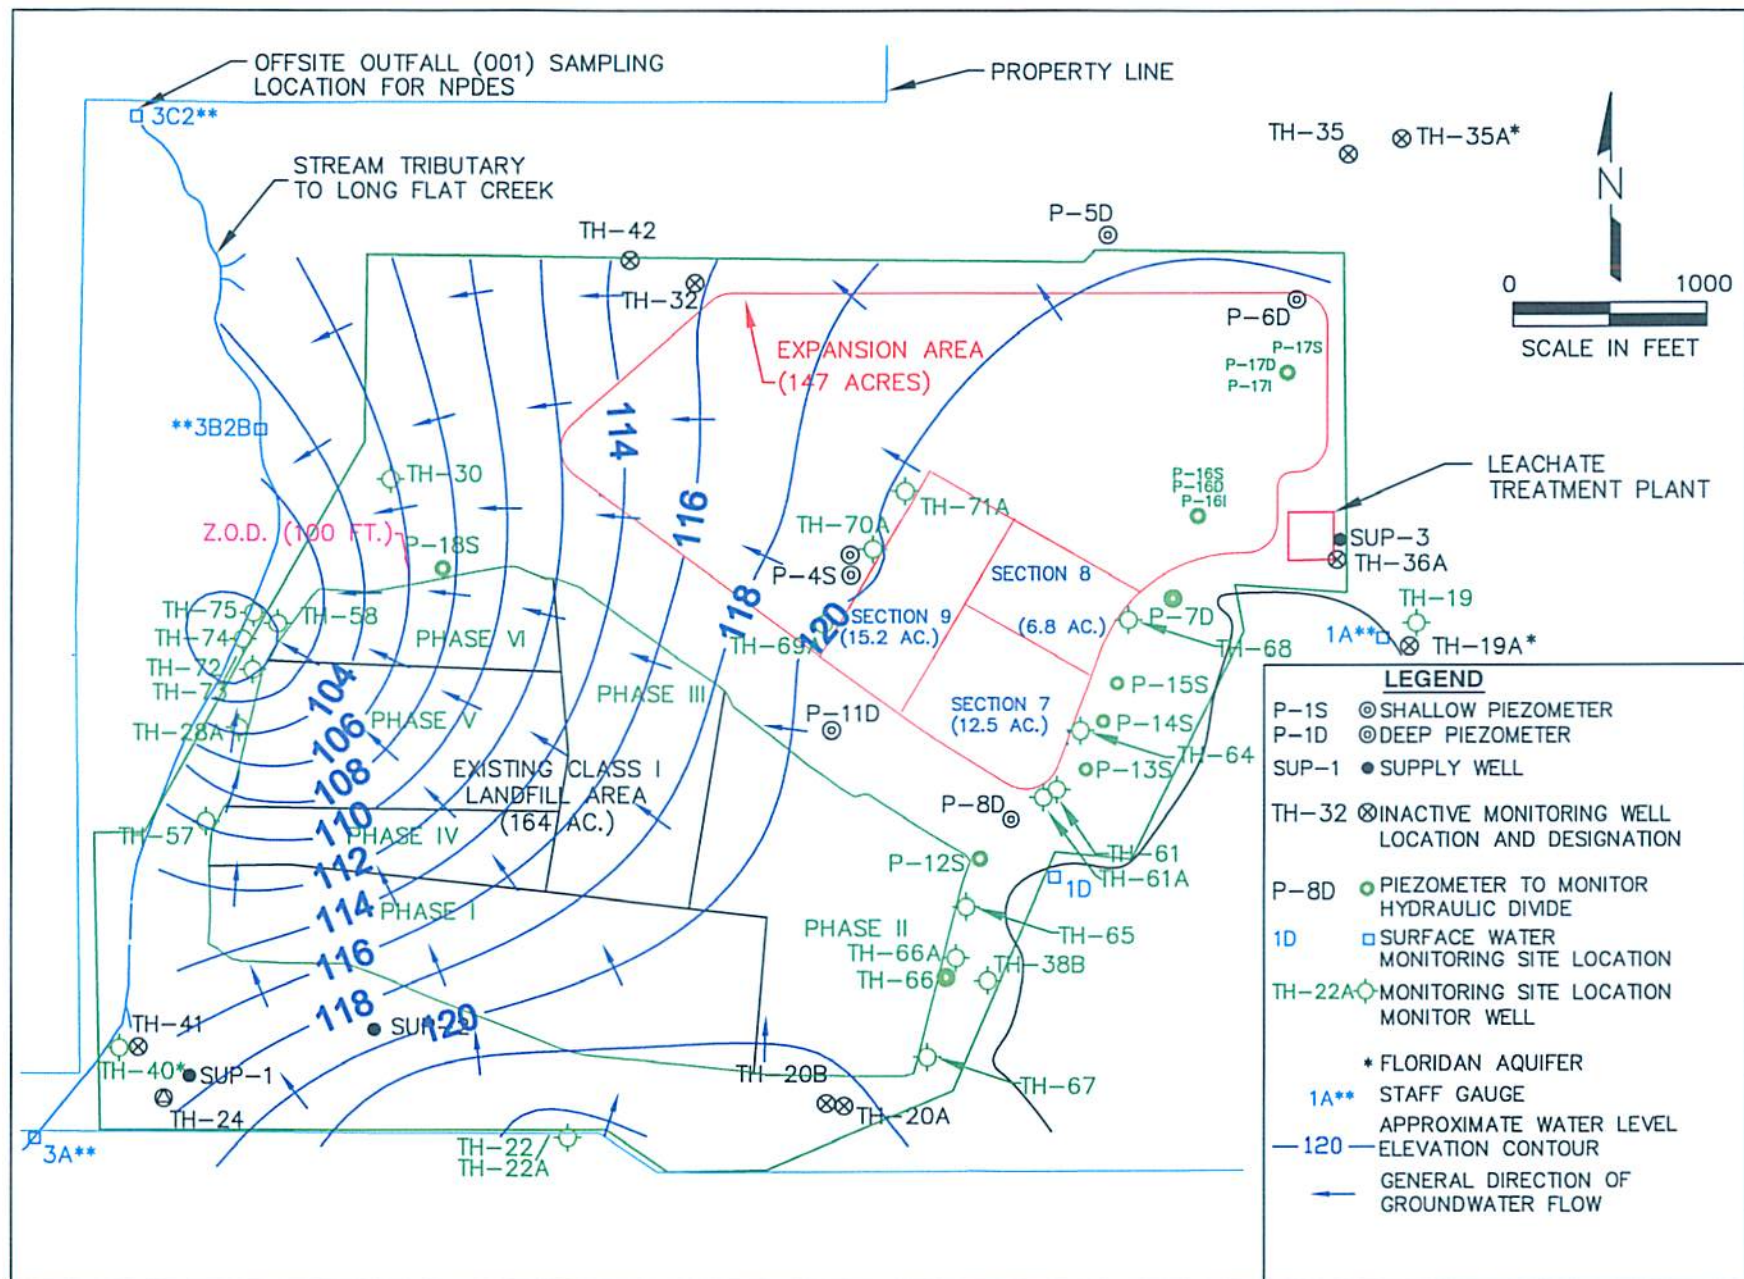 OFFSITE OUTFALL (001) SAMPLING
LOCATION FOR NPDES
PROPERTY LINE
3C2**
TH-35
TH-35A*
STREAM TRIBUTARY
TO LONG FLAT CREEK
N
P-5D
TH-42
TH-32
0 1000
SCALE IN FEET
P-6D
EXPANSION AREA
(147 ACRES)
P-17S
P-17D
P-17I
**3B2B
114
116
TH-30
TH-71A
P-16S
P-16D
P-16I
LEACHATE
TREATMENT PLANT
Z.O.D. (100 FT.)
P-18S
TH-70A
P-4S
SUP-3
TH-36A
SECTION 8
(6.8 AC.)
118
120
SECTION 9
(15.2 AC.)
TH-69A
P-7D
TH-68
TH-19
1A**
TH-19A*
TH-75
TH-58
TH-74
TH-72
TH-73
PHASE VI
PHASE III
P-15S
104
PHASE V
TH-28A
106
P-11D
SECTION 7
(12.5 AC.)
P-14S
TH-64
108
EXISTING CLASS I
LANDFILL AREA
(164 AC.)
P-13S
P-8D
TH-57
110
PHASE IV
TH-61
TH-61A
112
P-12S
1D
114
PHASE I
PHASE II
TH-65
TH-66A
TH-38B
TH-66
116
118
SUP-2
120
TH-41
TH-40*
SUP-1
TH-24
TH-20B
TH-20A
TH-67
3A**
TH-22/
TH-22A
LEGEND
P-1S SHALLOW PIEZOMETER
P-1D DEEP PIEZOMETER
SUP-1 SUPPLY WELL
TH-32 INACTIVE MONITORING WELL
LOCATION AND DESIGNATION
P-8D PIEZOMETER TO MONITOR
HYDRAULIC DIVIDE
1D SURFACE WATER
MONITORING SITE LOCATION
TH-22A MONITORING SITE LOCATION
MONITOR WELL
* FLORIDAN AQUIFER
1A** STAFF GAUGE
APPROXIMATE WATER LEVEL
120 ELEVATION CONTOUR
GENERAL DIRECTION OF
GROUNDWATER FLOW